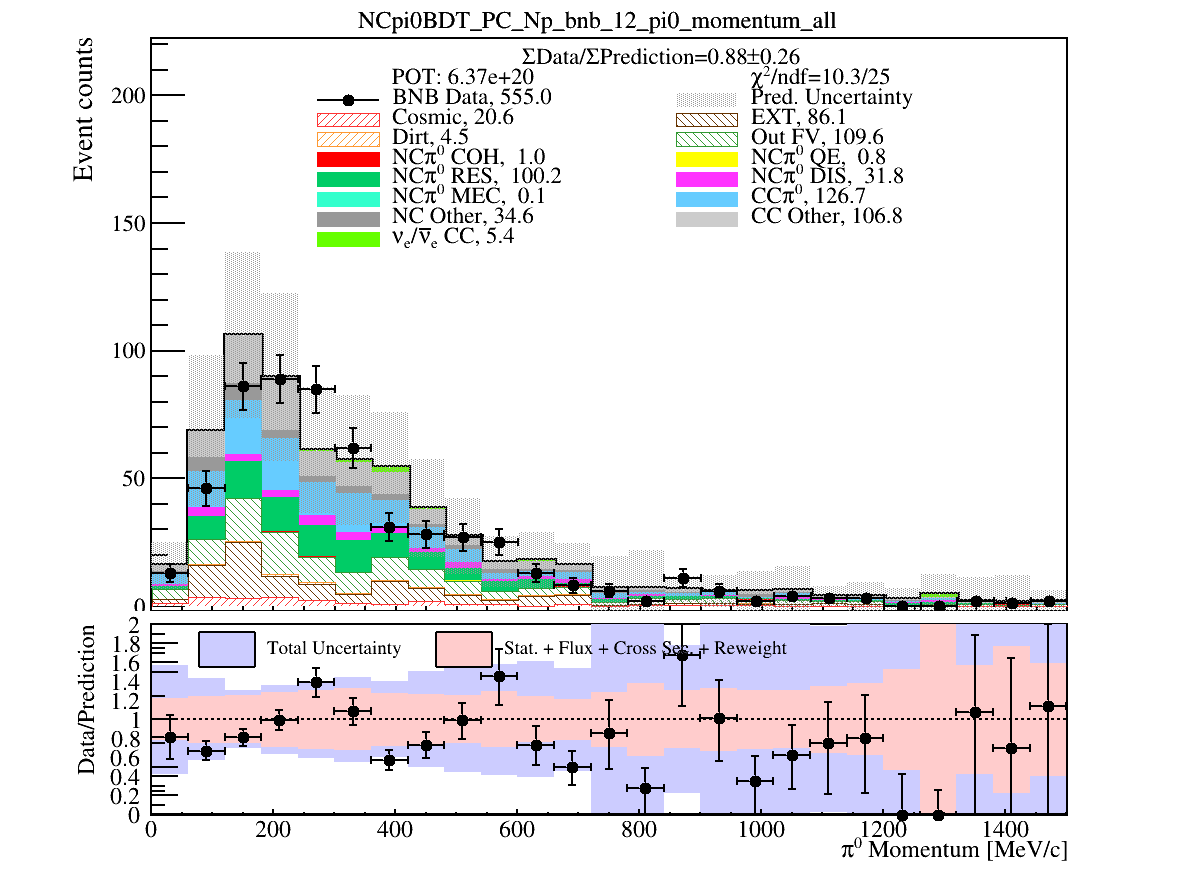 NCpi0BDT_PC_Np_bnb_12_pi0_momentum_all
ΣData/ΣPrediction=0.88±0.26
POT: 6.37e+20
χ²/ndf=10.3/25
BNB Data, 555.0
Pred. Uncertainty
Cosmic, 20.6
EXT, 86.1
Dirt, 4.5
Out FV, 109.6
NCπ⁰ COH, 1.0
NCπ⁰ QE, 0.8
NCπ⁰ RES, 100.2
NCπ⁰ DIS, 31.8
NCπ⁰ MEC, 0.1
CCπ⁰, 126.7
NC Other, 34.6
CC Other, 106.8
νₑ/ν̅ₑ CC, 5.4
Event counts
200
150
100
50
0
Total Uncertainty
Stat. + Flux + Cross Sec. + Reweight
Data/Prediction
2
1.8
1.6
1.4
1.2
1
0.8
0.6
0.4
0.2
0
0 200 400 600 800 1000 1200 1400
π⁰ Momentum [MeV/c]